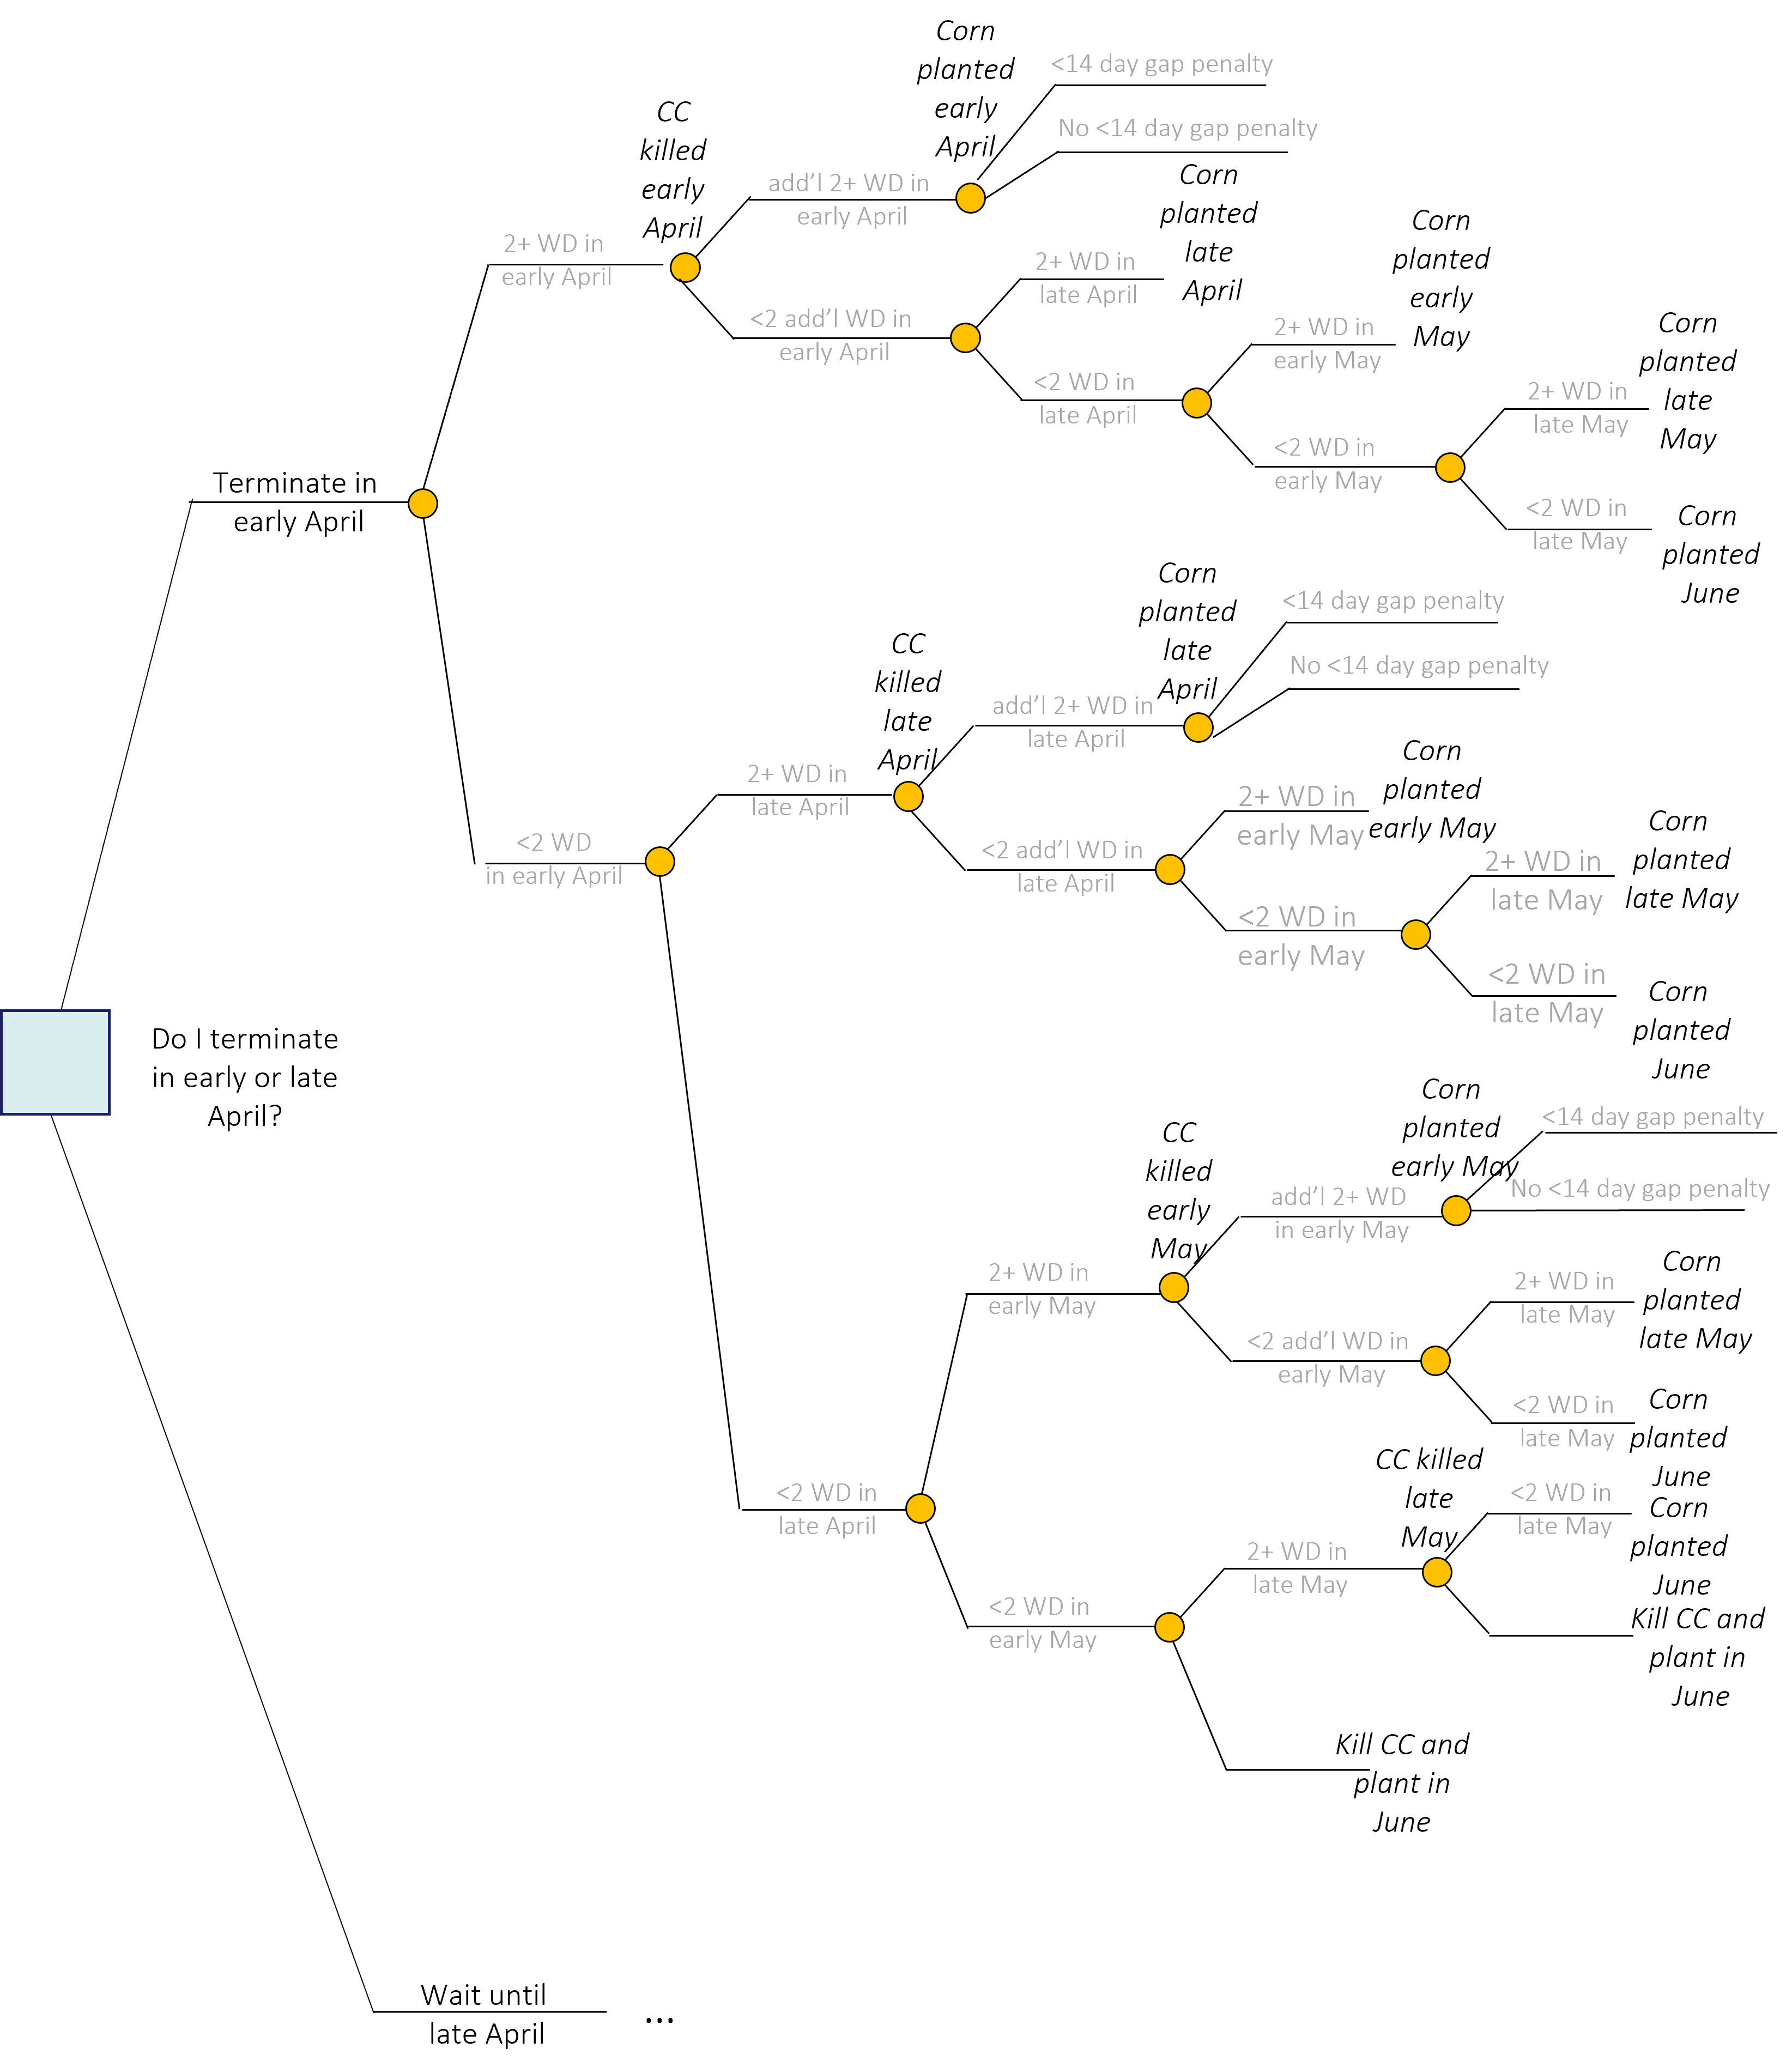 Corn
planted
early
April
<14 day gap penalty
No <14 day gap penalty
CC
killed
early
April
add'l 2+ WD in
early April
Corn
planted
late
April
2+ WD in
early April
2+ WD in
late April
Corn
planted
early
May
<2 add'l WD in
early April
2+ WD in
early May
Corn
planted
late
May
<2 WD in
late April
2+ WD in
late May
<2 WD in
early May
Terminate in
early April
<2 WD in
late May
Corn
planted
June
Corn
planted
late
April
<14 day gap penalty
No <14 day gap penalty
CC
killed
late
April
add'l 2+ WD in
late April
Corn
planted
early May
2+ WD in
late April
2+ WD in
early May
Corn
planted
late May
<2 WD
in early April
<2 add'l WD in
late April
2+ WD in
late May
<2 WD in
early May
<2 WD in
late May
Corn
planted
June
Do I terminate
in early or late
April?
Corn
planted
early May
<14 day gap penalty
No <14 day gap penalty
CC
killed
early
May
add'l 2+ WD
in early May
2+ WD in
early May
2+ WD in
late May
Corn
planted
late May
<2 add'l WD in
early May
<2 WD in
late May
Corn
planted
June
CC killed
late
May
<2 WD in
late May
Corn
planted
June
<2 WD in
late April
2+ WD in
late May
<2 WD in
early May
Kill CC and
plant in
June
Kill CC and
plant in
June
Wait until
late April
...